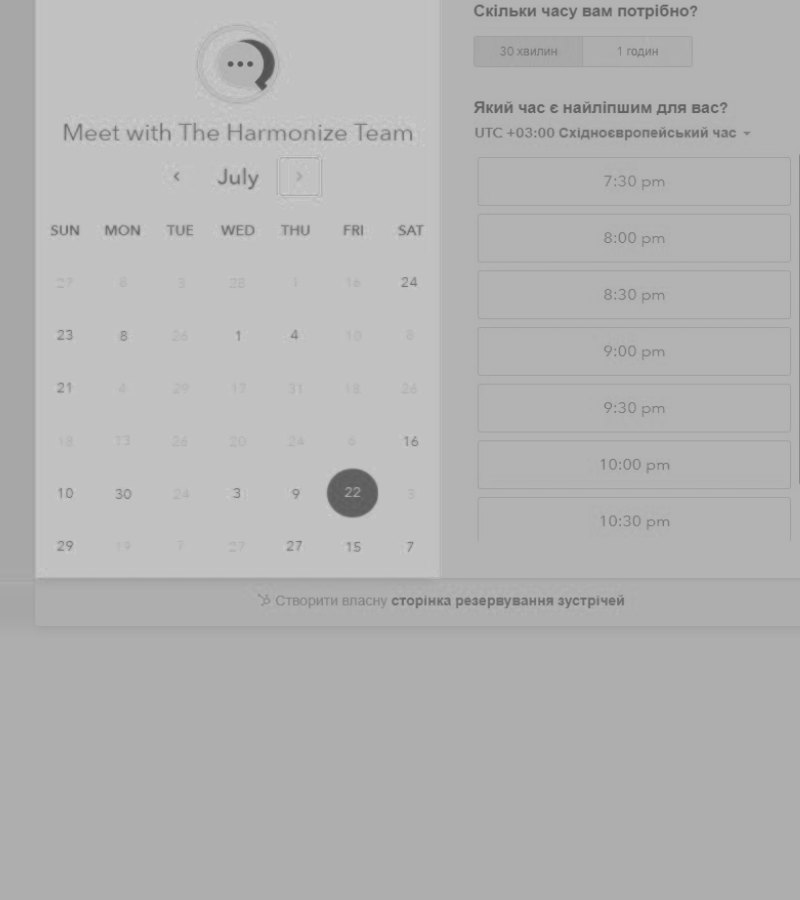 Meet with The Harmonize Team
July
SUN MON TUE WED THU FRI SAT
27 8 3 28 1 16 24
23 8 26 1 4 10 8
21 4 29 17 31 18 26
19 13 26 20 24 6 16
10 30 24 3 9 22 3
29 19 7 27 27 15 7
Скільки часу вам потрібно?
30 хвилин 1 годин
Який час є найліпшим для вас?
UTC +03:00 Східноєвропейський час
7:30 pm
8:00 pm
8:30 pm
9:00 pm
9:30 pm
10:00 pm
10:30 pm
Створити власну сторінка резервування зустрічей